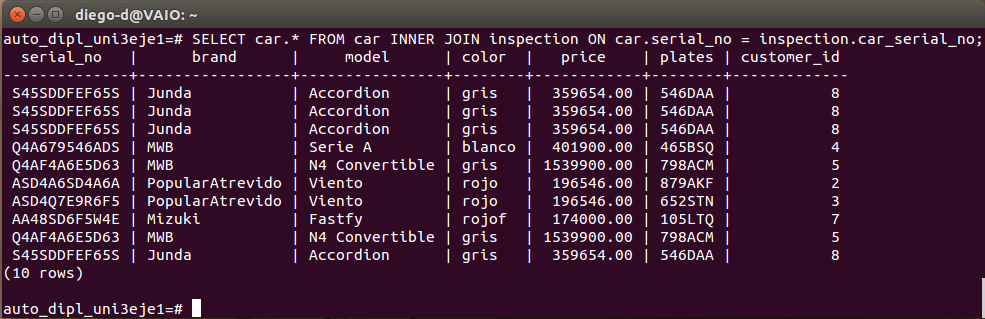 diego-d@VAIO: ~
auto_dipl_uni3eje1=# SELECT car.* FROM car INNER JOIN inspection ON car.serial_no = inspection.car_serial_no;
  serial_no   |      brand      |     model      | color  |   price    | plates | customer_id
--------------+-----------------+----------------+--------+------------+--------+-------------
 S45SDDFEF65S | Junda           | Accordion      | gris   |  359654.00 | 546DAA |           8
 S45SDDFEF65S | Junda           | Accordion      | gris   |  359654.00 | 546DAA |           8
 S45SDDFEF65S | Junda           | Accordion      | gris   |  359654.00 | 546DAA |           8
 Q4A679546ADS | MWB             | Serie A        | blanco |  401900.00 | 465BSQ |           4
 Q4AF4A6E5D63 | MWB             | N4 Convertible | gris   | 1539900.00 | 798ACM |           5
 ASD4A6SD4A6A | PopularAtrevido | Viento         | rojo   |  196546.00 | 879AKF |           2
 ASD4Q7E9R6F5 | PopularAtrevido | Viento         | rojo   |  196546.00 | 652STN |           3
 AA48SD6F5W4E | Mizuki          | Fastfy         | rojof  |  174000.00 | 105LTQ |           7
 Q4AF4A6E5D63 | MWB             | N4 Convertible | gris   | 1539900.00 | 798ACM |           5
 S45SDDFEF65S | Junda           | Accordion      | gris   |  359654.00 | 546DAA |           8
(10 rows)
auto_dipl_uni3eje1=#